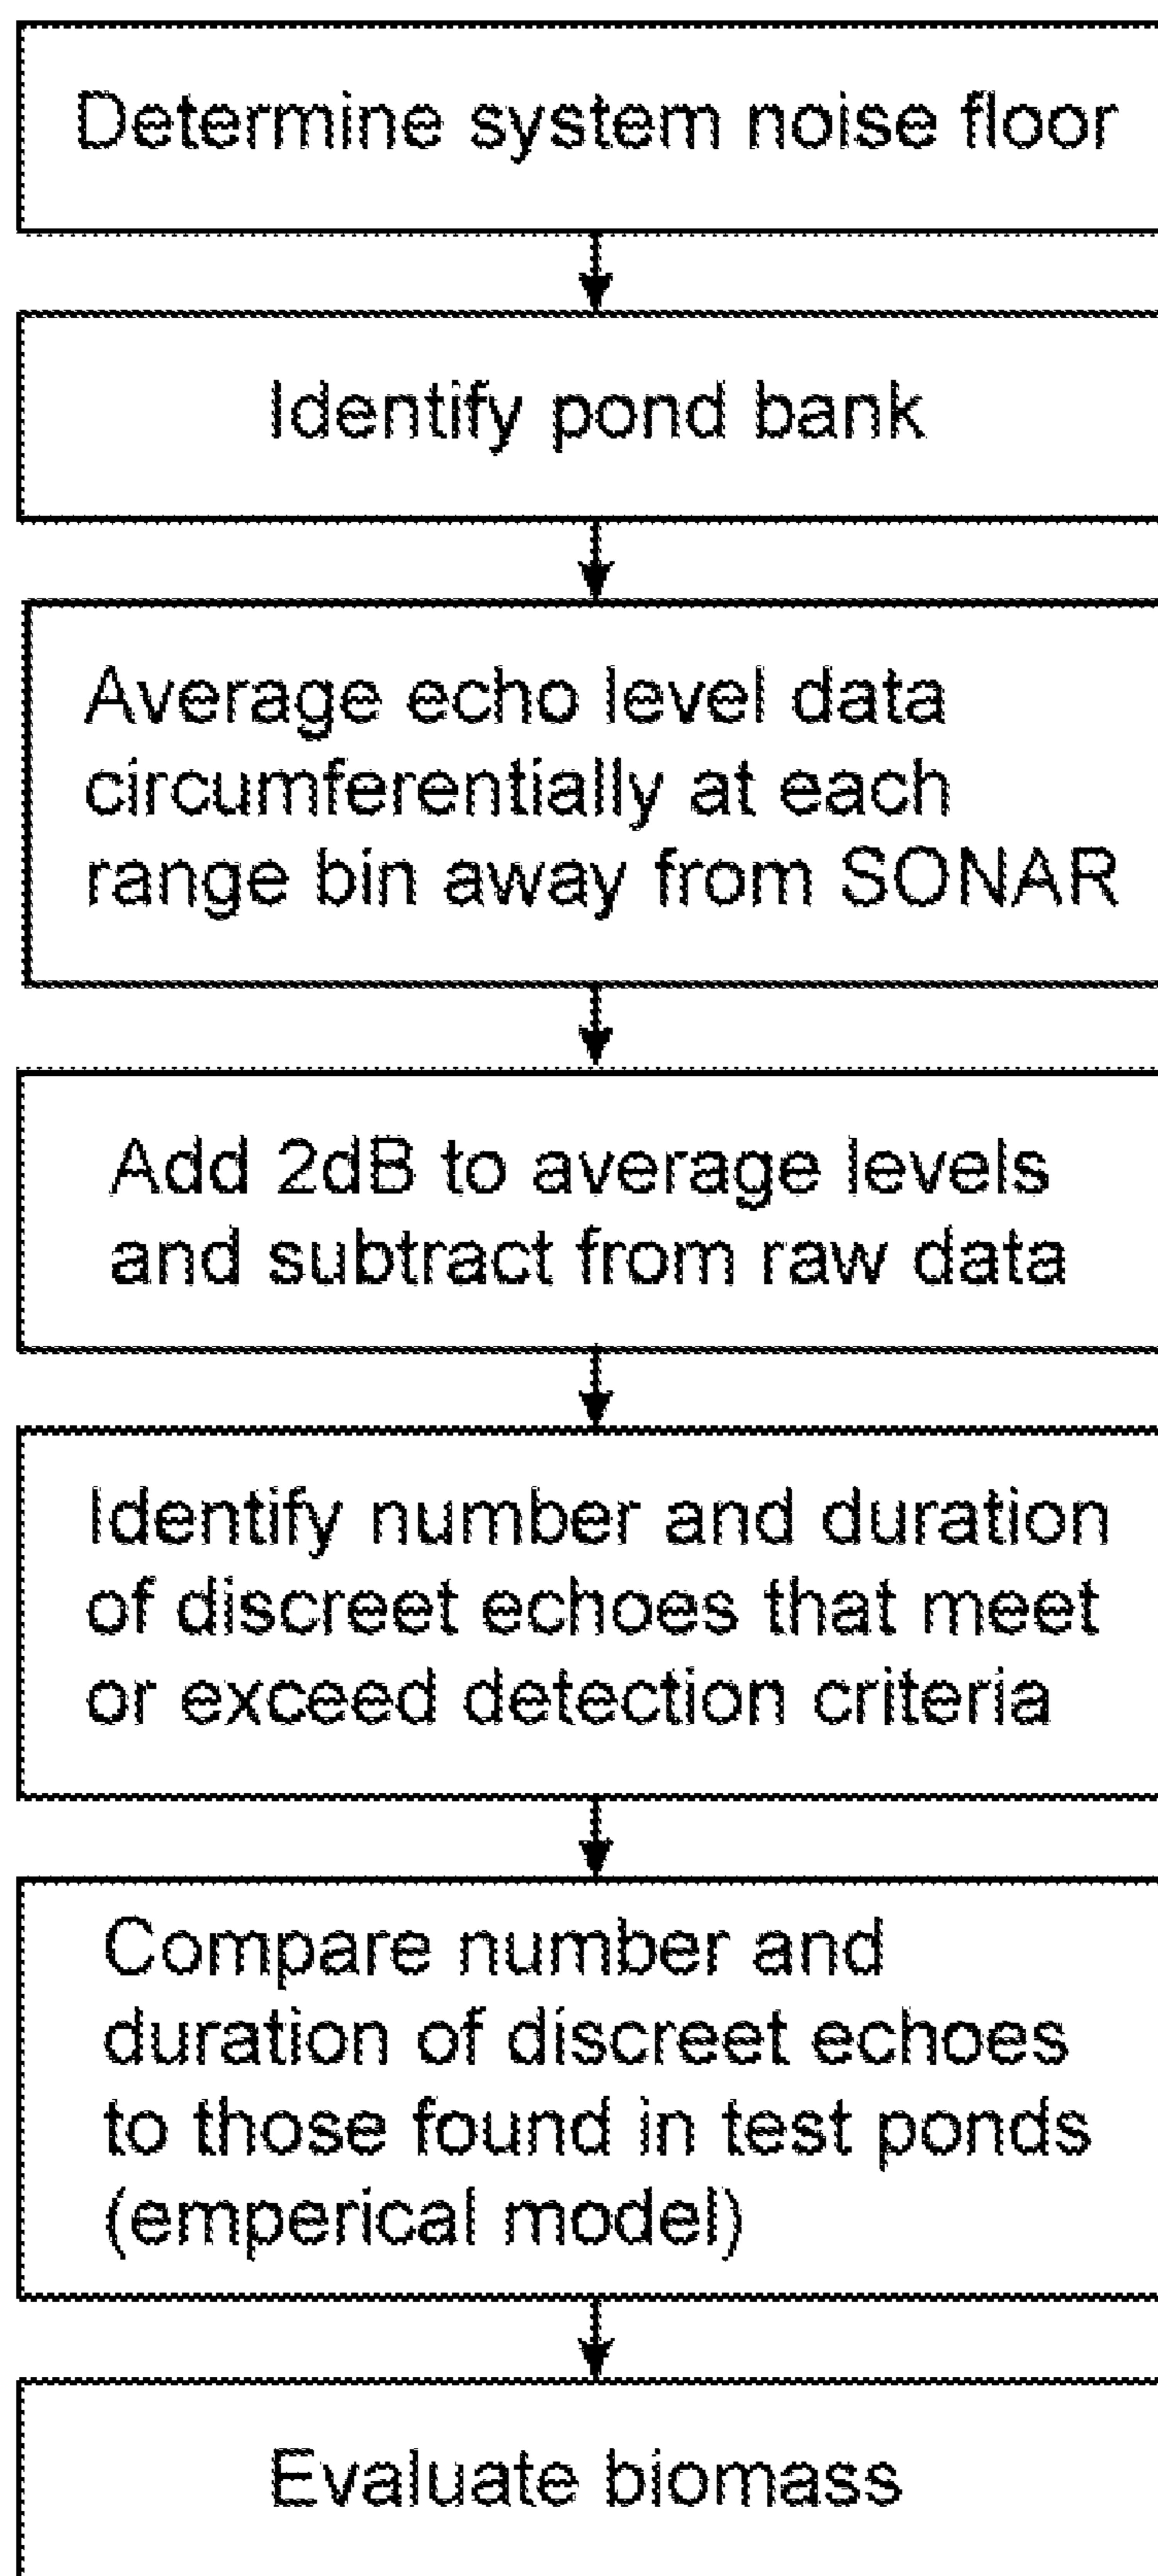 Determine system noise floor
Identify pond bank
Average echo level data
circumferentially at each
range bin away from SONAR
Add 2dB to average levels
and subtract from raw data
Identify number and duration
of discreet echoes that meet
or exceed detection criteria
Compare number and
duration of discreet echoes
to those found in test ponds
(emperical model)
Evaluate biomass